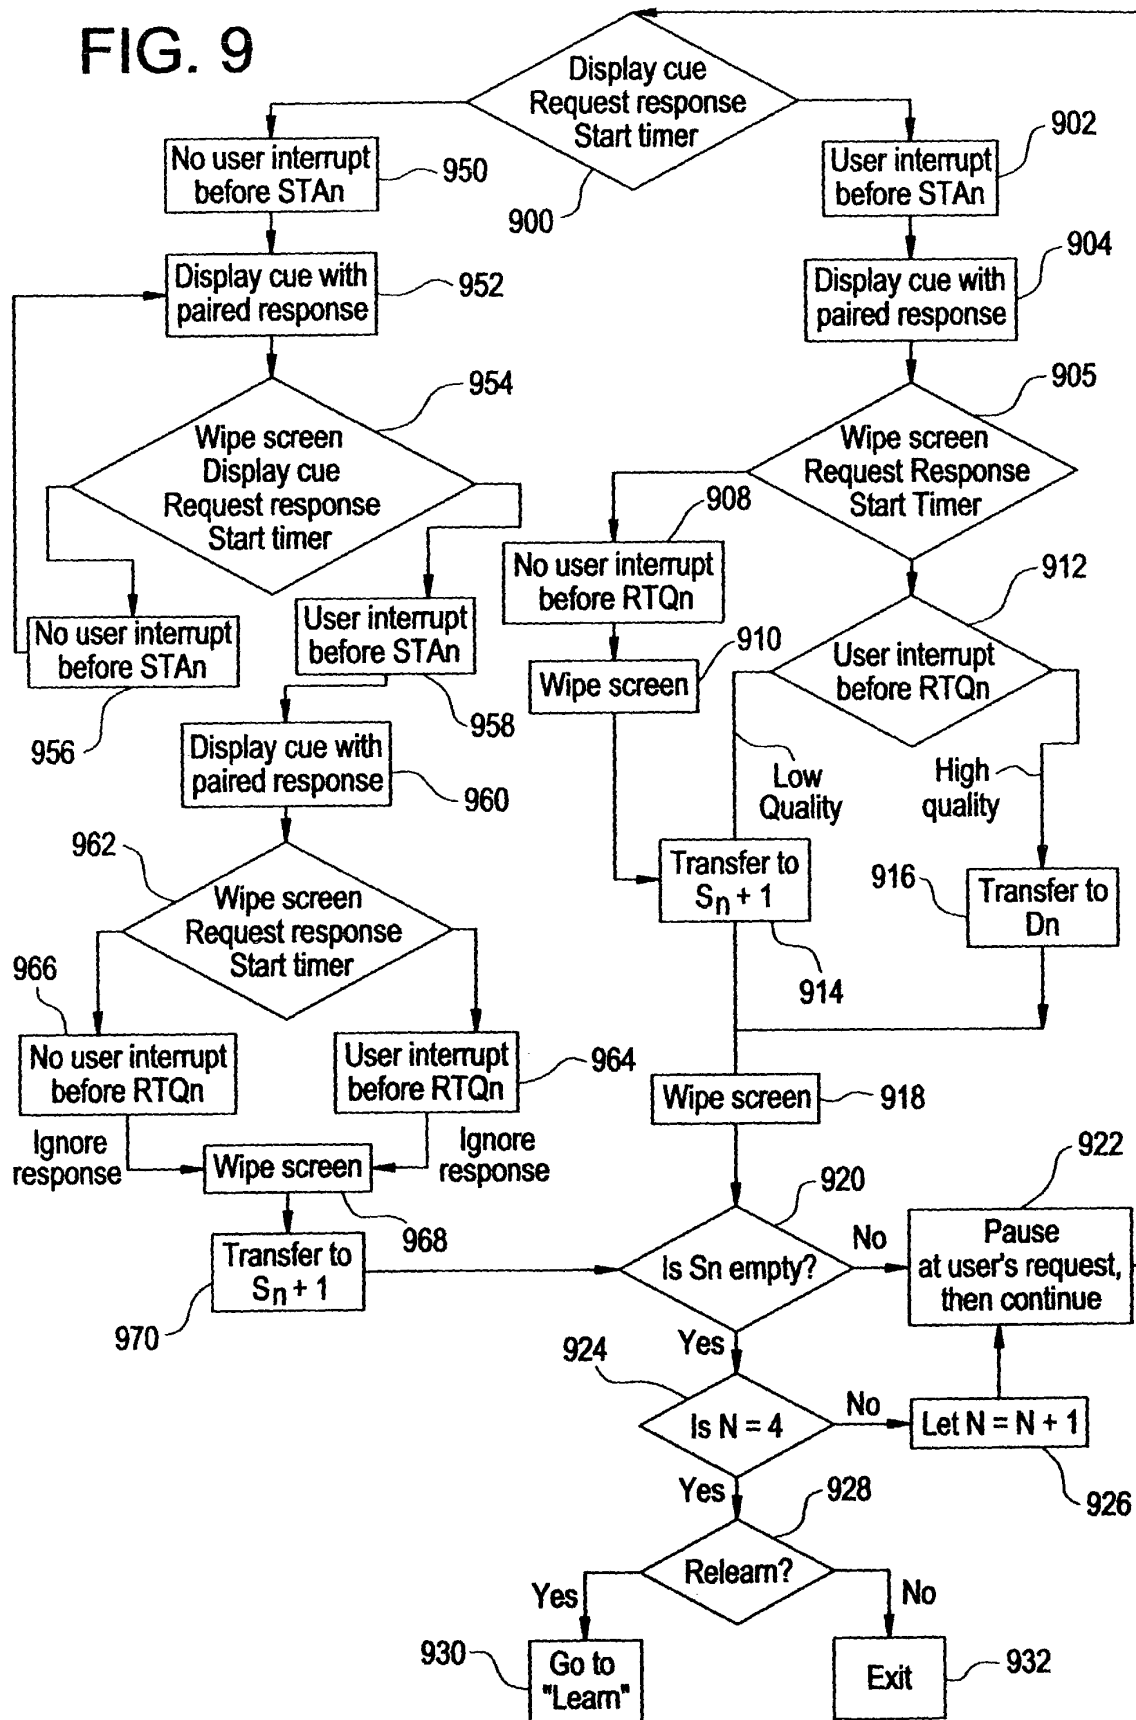 FIG. 9
Display cue
Request response
Start timer
900
No user interrupt
before STAn
950
User interrupt
before STAn
902
Display cue with
paired response
952
Display cue with
paired response
904
Wipe screen
Display cue
Request response
Start timer
954
Wipe screen
Request Response
Start Timer
905
No user interrupt
before RTQn
908
User interrupt
before RTQn
912
No user interrupt
before STAn
956
User interrupt
before STAn
958
Wipe screen
910
Display cue with
paired response
960
Low
Quality
High
quality
Wipe screen
Request response
Start timer
962
Transfer to
Sn + 1
914
Transfer to
Dn
916
No user interrupt
before RTQn
966
User interrupt
before RTQn
964
Ignore
response
Ignore
response
Wipe screen
968
Wipe screen
918
Transfer to
Sn + 1
970
Is Sn empty?
920
No
Pause
at user's request,
then continue
922
Yes
Is N = 4
924
No
Let N = N + 1
926
Yes
Relearn?
928
Yes
No
Go to
"Learn"
930
Exit
932